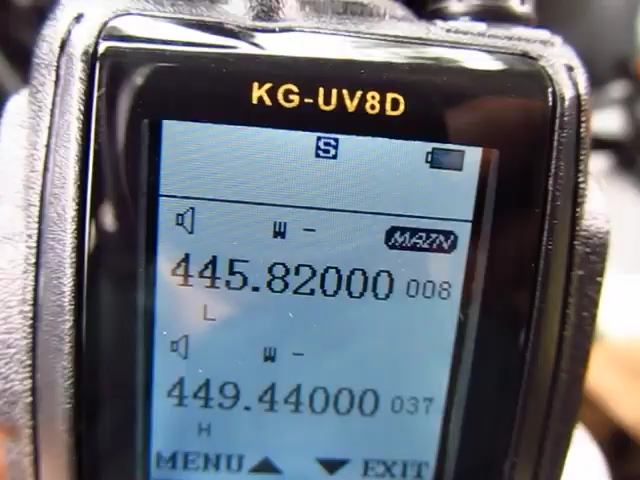 KG-UV8D
S
W - MAIN
445.82000 008
L
W -
449.44000 037
H
MENU▲ ▼ EXIT